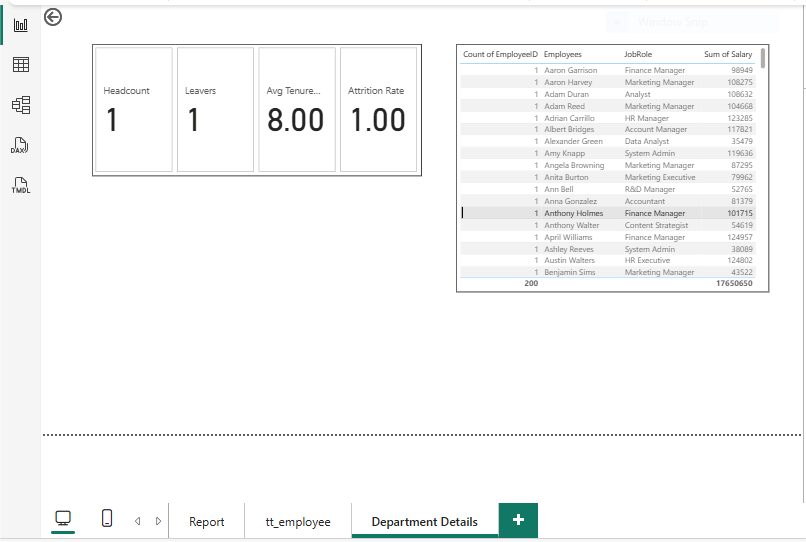 Headcount
1
Leavers
1
Avg Tenure...
8.00
Attrition Rate
1.00
Count of EmployeeID Employees JobRole Sum of Salary
1 Aaron Garrison Finance Manager 98949
1 Aaron Harvey Marketing Manager 108275
1 Adam Duran Analyst 108632
1 Adam Reed Marketing Manager 104668
1 Adrian Carrillo HR Manager 123285
1 Albert Bridges Account Manager 117821
1 Alexander Green Data Analyst 35479
1 Amy Knapp System Admin 119636
1 Angela Browning Marketing Manager 87295
1 Anita Burton Marketing Executive 79962
1 Ann Bell R&D Manager 52765
1 Anna Gonzalez Accountant 81379
1 Anthony Holmes Finance Manager 101715
1 Anthony Walter Content Strategist 54619
1 April Williams Finance Manager 124957
1 Ashley Reeves System Admin 38089
1 Austin Walters HR Executive 124802
1 Benjamin Sims Marketing Manager 43522
200 17650650
DAX
TMDL
Report tt_employee Department Details +